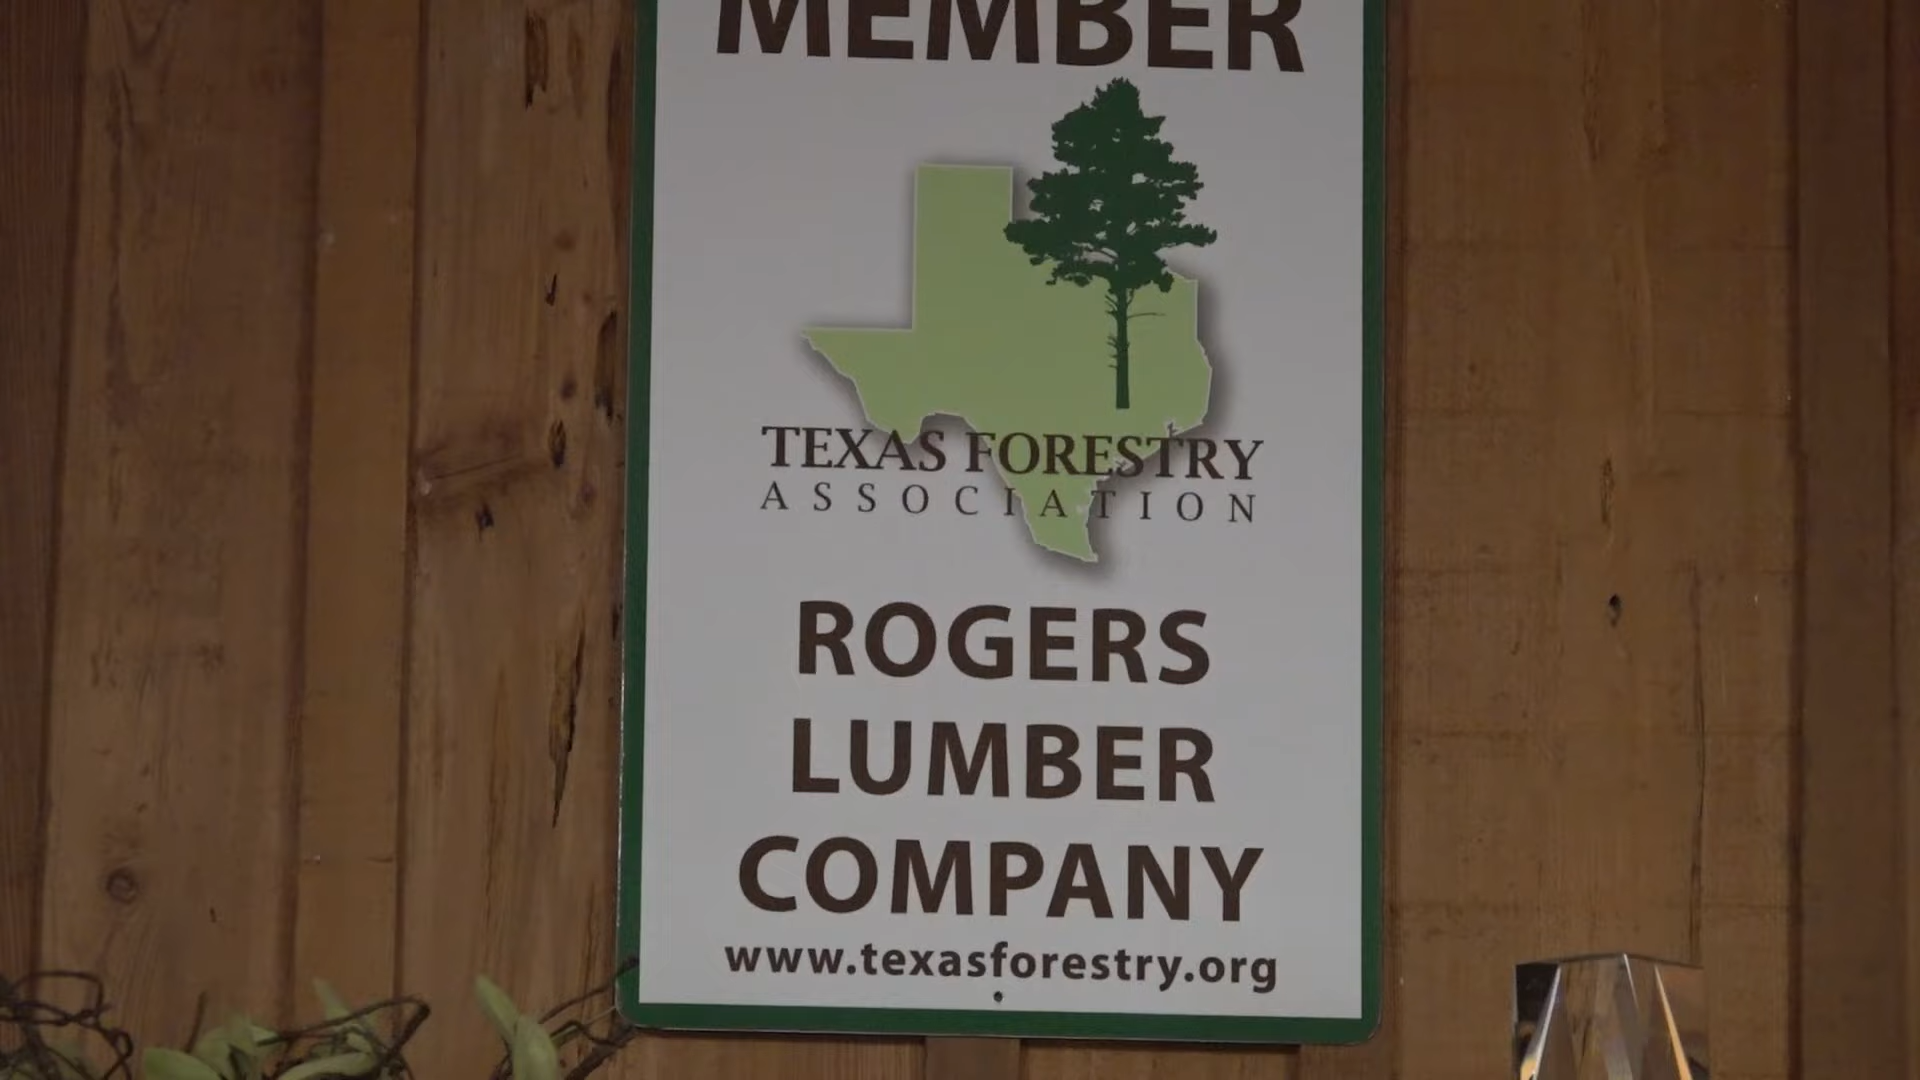 MEMBER
TEXAS FORESTRY
ASSOCIATION
ROGERS
LUMBER
COMPANY
www.texasforestry.org